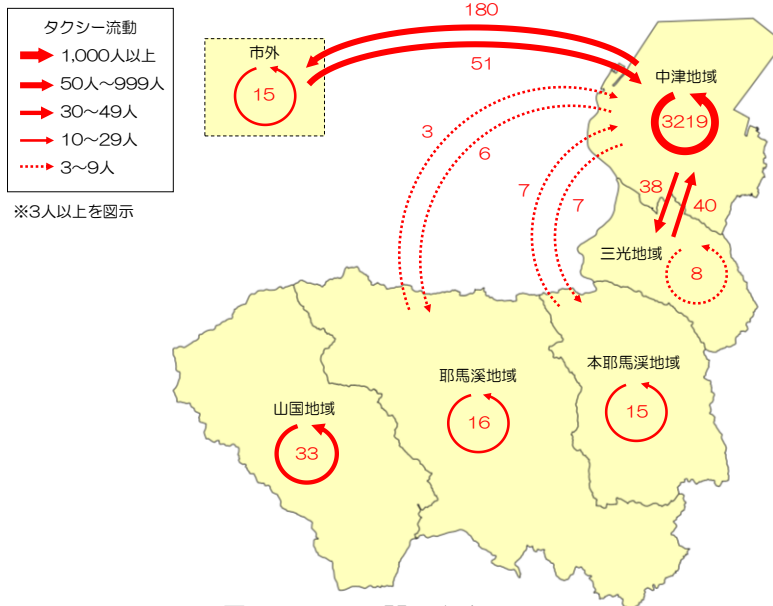 タクシー流動
1,000人以上
50人～999人
30～49人
10～29人
3～9人
※3人以上を図示
180
市外
51
15
中津地域
3219
3
6
7
7
38
40
三光地域
8
耶馬溪地域
本耶馬溪地域
山国地域
16
15
33